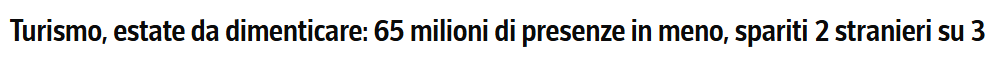 Turismo, estate da dimenticare: 65 milioni di presenze in meno, spariti 2 stranieri su 3